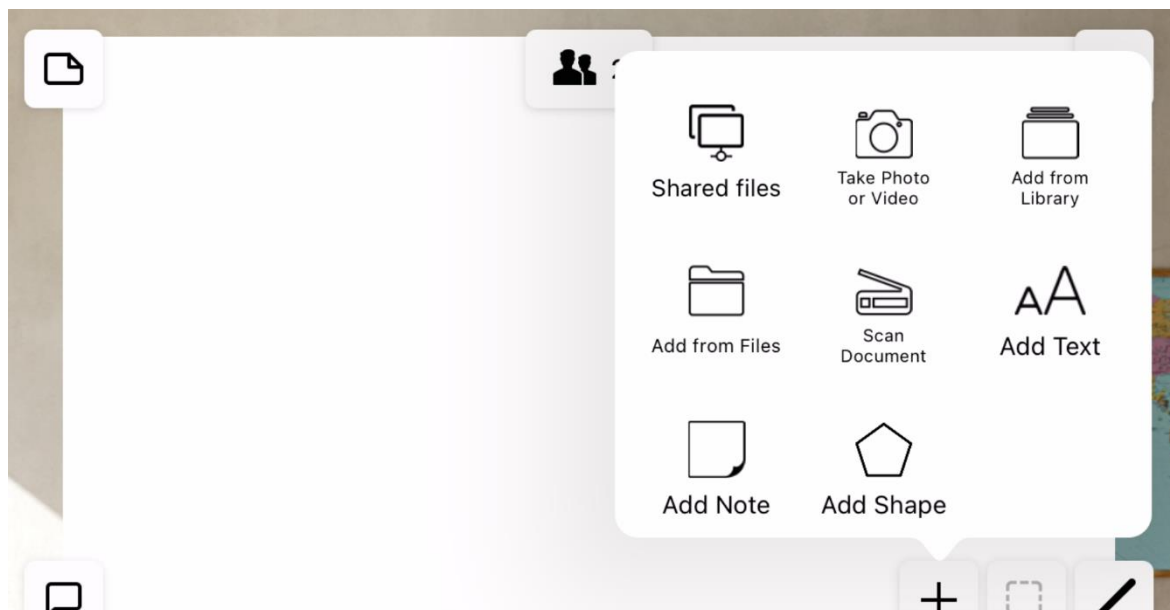 Shared files
Take Photo
or Video
Add from
Library
Add from Files
Scan
Document
Add Text
Add Note
Add Shape